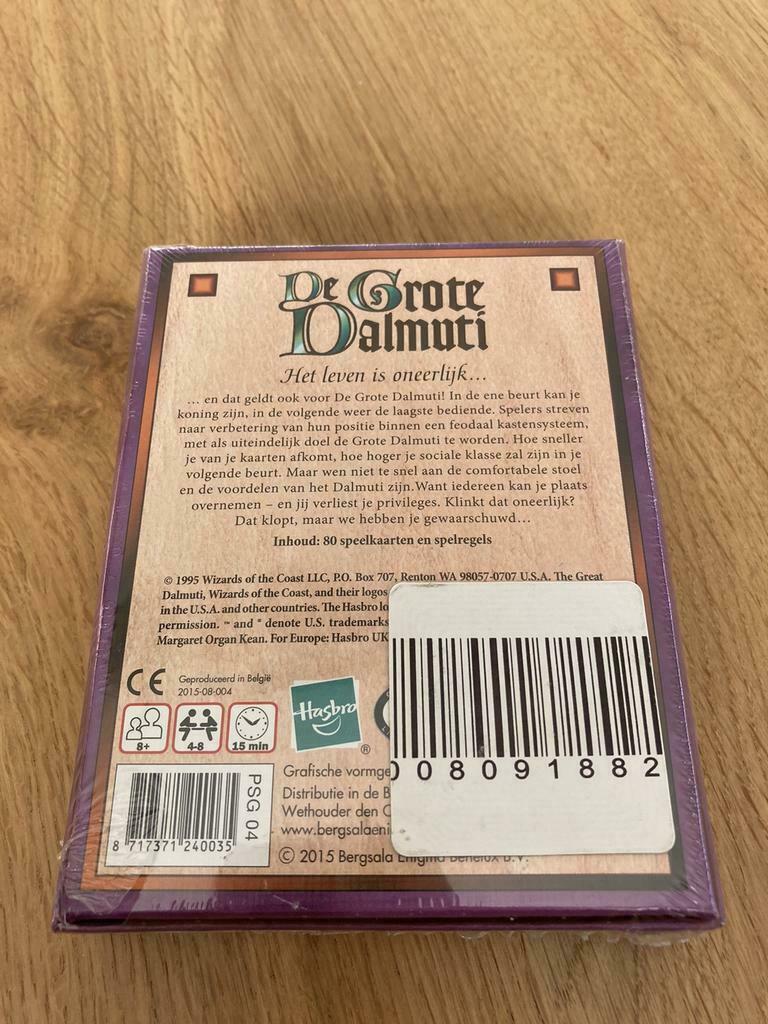 De Grote
Dalmuti
Het leven is oneerlijk...
... en dat geldt ook voor De Grote Dalmuti! In de ene beurt kan je
koning zijn, in de volgende weer de laagste bediende. Spelers streven
naar verbetering van hun positie binnen een feodaal kastensysteem,
met als uiteindelijk doel de Grote Dalmuti te worden. Hoe sneller
je van je kaarten afkomt, hoe hoger je sociale klasse zal zijn in je
volgende beurt. Maar wen niet te snel aan de comfortabele stoel
en de voordelen van het Dalmuti zijn.Want iedereen kan je plaats
overnemen – en jij verliest je privileges. Klinkt dat oneerlijk?
Dat klopt, maar we hebben je gewaarschuwd...
Inhoud: 80 speelkaarten en spelregels
© 1995 Wizards of the Coast LLC, P.O. Box 707, Renton WA 98057-0707 U.S.A. The Great
Dalmuti, Wizards of the Coast, and their logos
in the U.S.A. and other countries. The Hasbro lo
permission. ™ and ® denote U.S. trademarks
Margaret Organ Kean. For Europe: Hasbro UK
CE
Geproduceerd in België
2015-08-004
8+
4-8
15 min
Hasbro
®
008091882
PSG 04
8 717371 240035
Grafische vormge
Distributie in de B
Wethouder den
www.bergsalaeni
© 2015 Bergsala Enigma Benelux B.V.